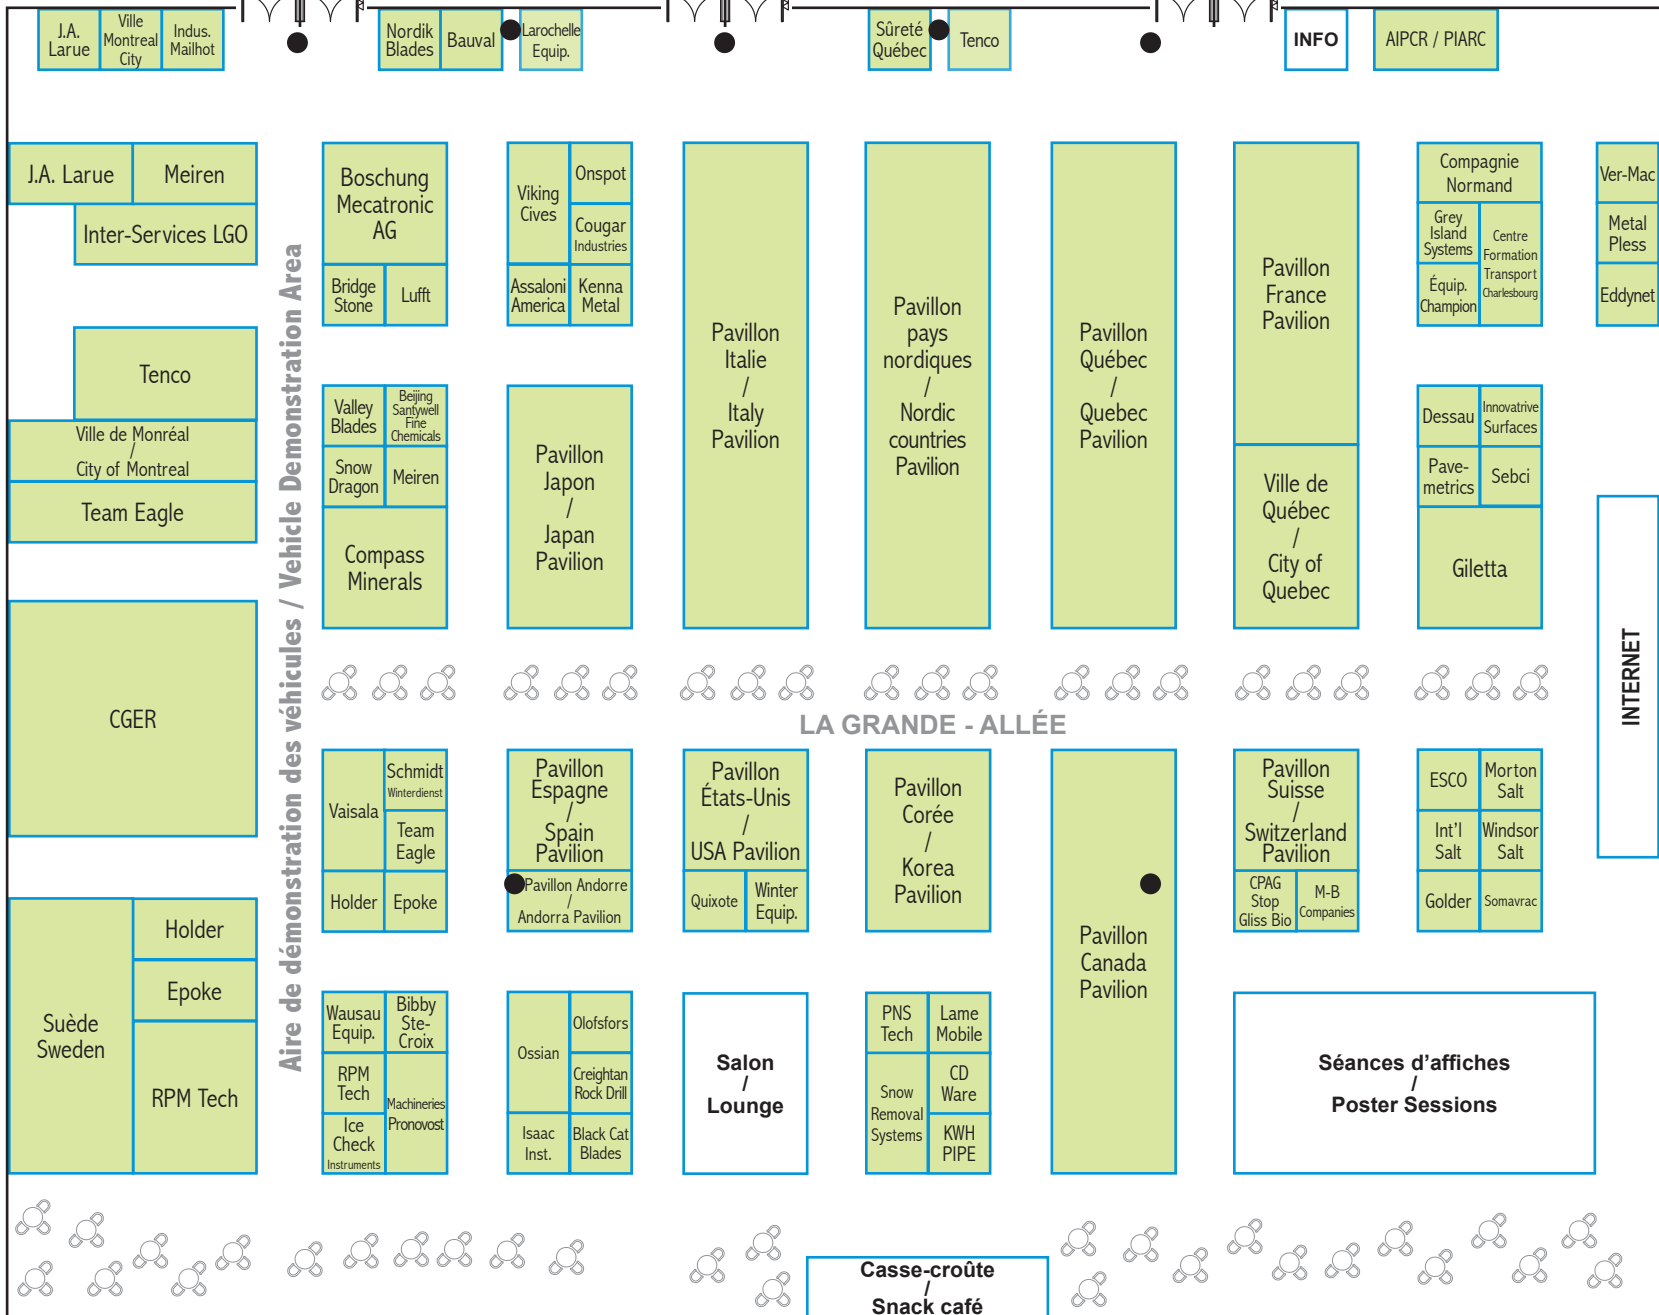 J.A.
Larue
Ville
Montreal
City
Indus.
Mailhot
Nordik
Blades
Bauval
Larochelle
Equip.
Sûreté
Québec
Tenco
INFO
AIPCR / PIARC
J.A. Larue
Meiren
Inter-Services LGO
Tenco
Ville de Monréal
/
City of Montreal
Team Eagle
CGER
Suède
Sweden
Holder
Epoke
RPM Tech
Aire de démonstration des véhicules / Vehicle Demonstration Area
Boschung
Mecatronic
AG
Bridge
Stone
Lufft
Viking
Cives
Onspot
Cougar
Industries
Assaloni
America
Kenna
Metal
Pavillon
Italie
/
Italy
Pavilion
Pavillon
pays
nordiques
/
Nordic
countries
Pavilion
Pavillon
Québec
/
Quebec
Pavilion
Pavillon
France
Pavilion
Compagnie
Normand
Grey
Island
Systems
Centre
Formation
Transport
Charlesbourg
Équip.
Champion
Ver-Mac
Metal
Pless
Eddynet
Valley
Blades
Beijing
Santywell
Fine
Chemicals
Snow
Dragon
Meiren
Compass
Minerals
Pavillon
Japon
/
Japan
Pavilion
Ville de
Québec
/
City of
Quebec
Dessau
Innovatrive
Surfaces
Pave-
metrics
Sebci
Giletta
INTERNET
LA GRANDE - ALLÉE
Vaisala
Schmidt
Winterdienst
Team
Eagle
Holder
Epoke
Pavillon
Espagne
/
Spain
Pavilion
Pavillon Andorre
/
Andorra Pavilion
Pavillon
États-Unis
/
USA Pavilion
Quixote
Winter
Equip.
Pavillon
Corée
/
Korea
Pavilion
Pavillon
Canada
Pavilion
Pavillon
Suisse
/
Switzerland
Pavilion
CPAG
Stop
Gliss Bio
M-B
Companies
ESCO
Morton
Salt
Int'l
Salt
Windsor
Salt
Golder
Somavrac
Wausau
Equip.
Bibby
Ste-
Croix
RPM
Tech
Machineries
Pronovost
Ice
Check
Instruments
Ossian
Olofsfors
Creightan
Rock Drill
Isaac
Inst.
Black Cat
Blades
Salon
/
Lounge
PNS
Tech
Lame
Mobile
Snow
Removal
Systems
CD
Ware
KWH
PIPE
Séances d'affiches
/
Poster Sessions
Casse-croûte
/
Snack café